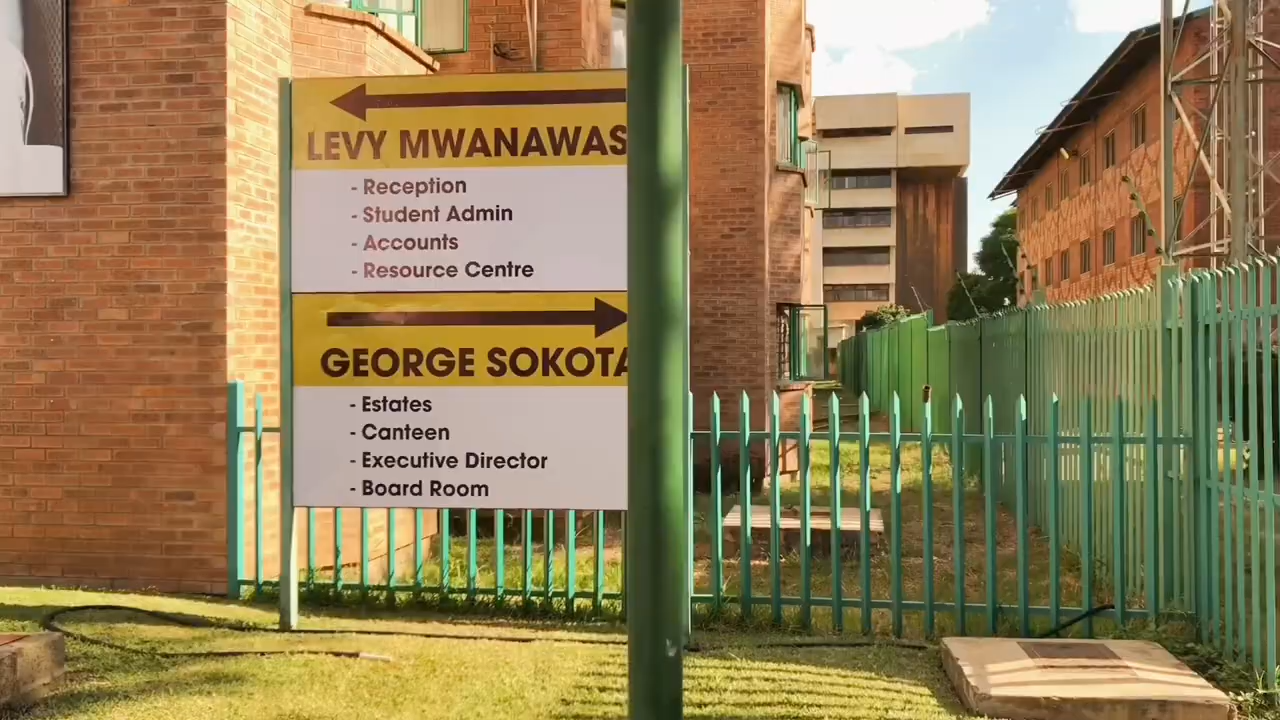 LEVY MWANAWAS
- Reception
- Student Admin
- Accounts
- Resource Centre
GEORGE SOKOTA
- Estates
- Canteen
- Executive Director
- Board Room